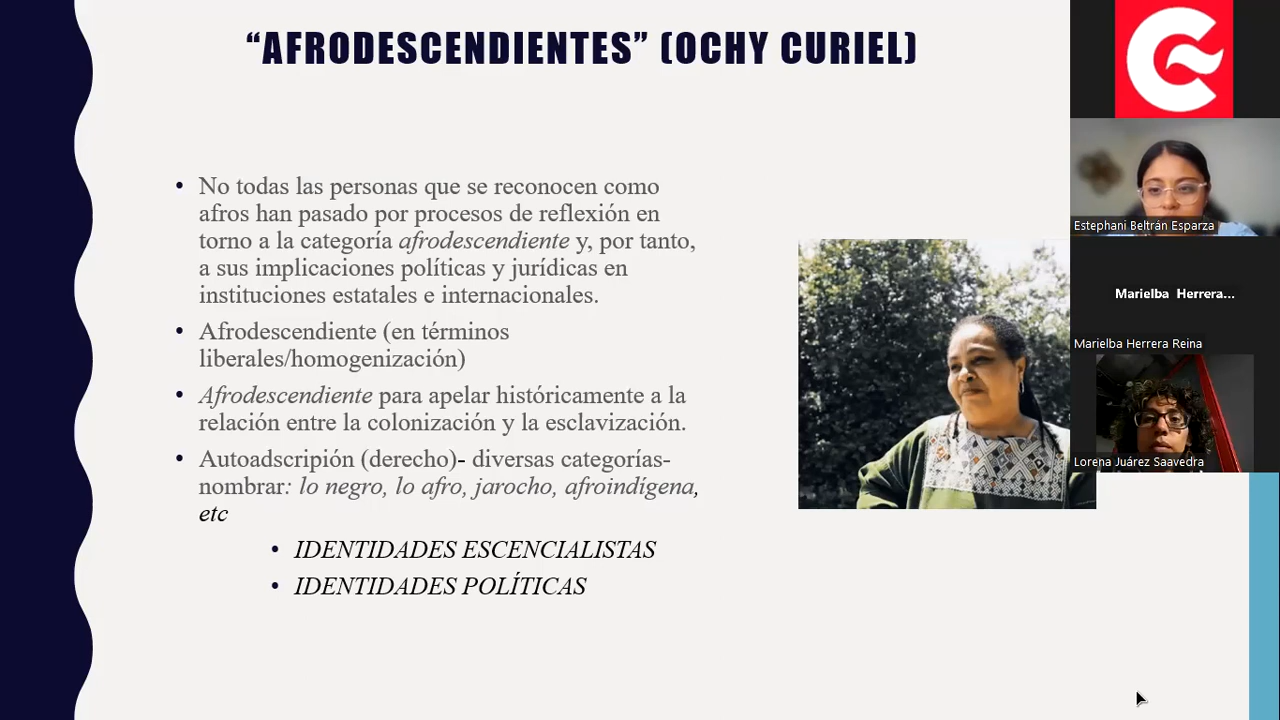 “AFRODESCENDIENTES” (OCHY CURIEL)
• No todas las personas que se reconocen como
afros han pasado por procesos de reflexión en
torno a la categoría afrodescendiente y, por tanto,
a sus implicaciones políticas y jurídicas en
instituciones estatales e internacionales.
• Afrodescendiente (en términos
liberales/homogenización)
• Afrodescendiente para apelar históricamente a la
relación entre la colonización y la esclavización.
• Autoadscripión (derecho)- diversas categorías-
nombrar: lo negro, lo afro, jarocho, afroindígena,
etc
• IDENTIDADES ESCENCIALISTAS
• IDENTIDADES POLÍTICAS
Estephani Beltrán Esparza
Marielba Herrera...
Marielba Herrera Reina
Lorena Juárez Saavedra